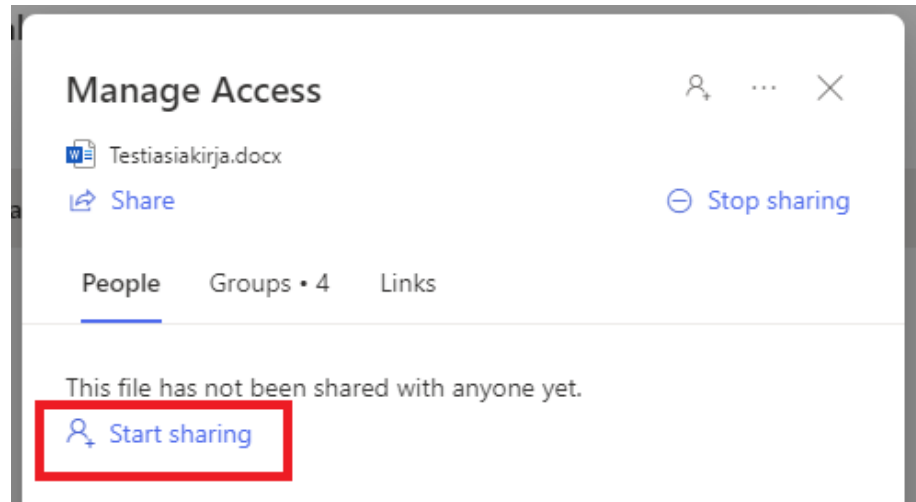 Manage Access
Testiasiakirja.docx
Share
Stop sharing
People Groups • 4 Links
This file has not been shared with anyone yet.
Start sharing